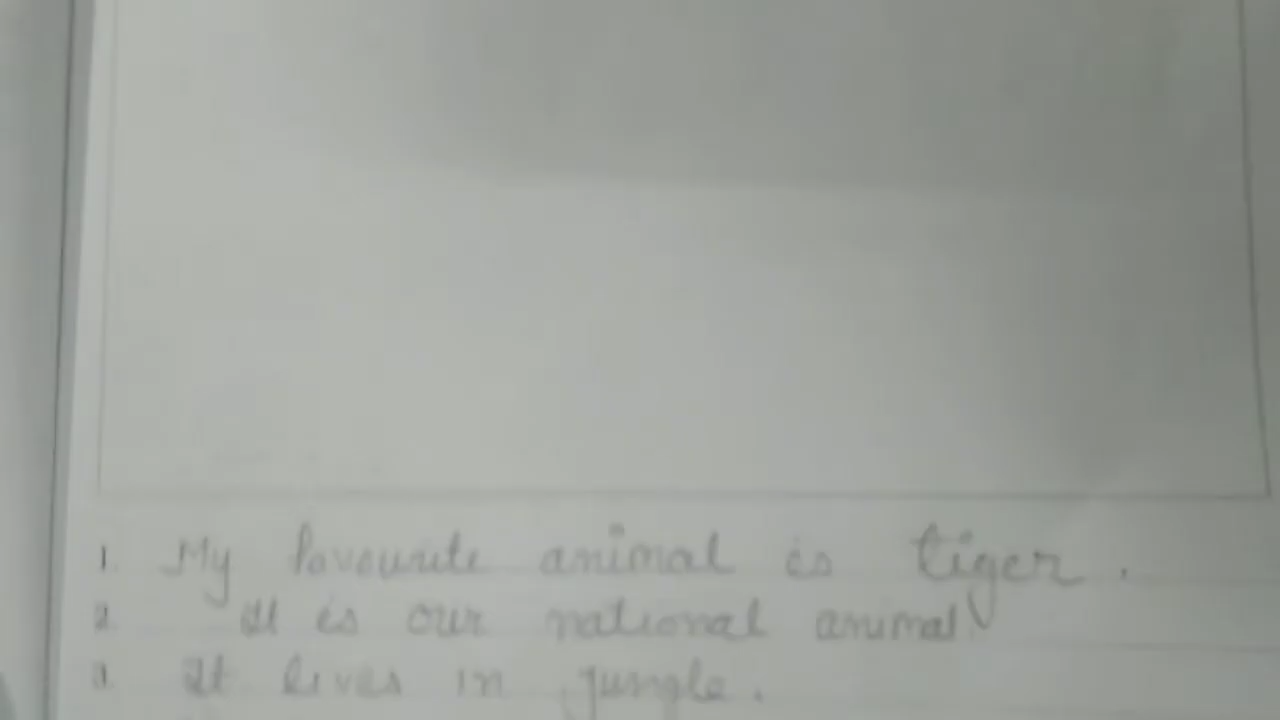 1. My favourite animal is tiger.
2. It is our national animal
3. It lives in jungle.